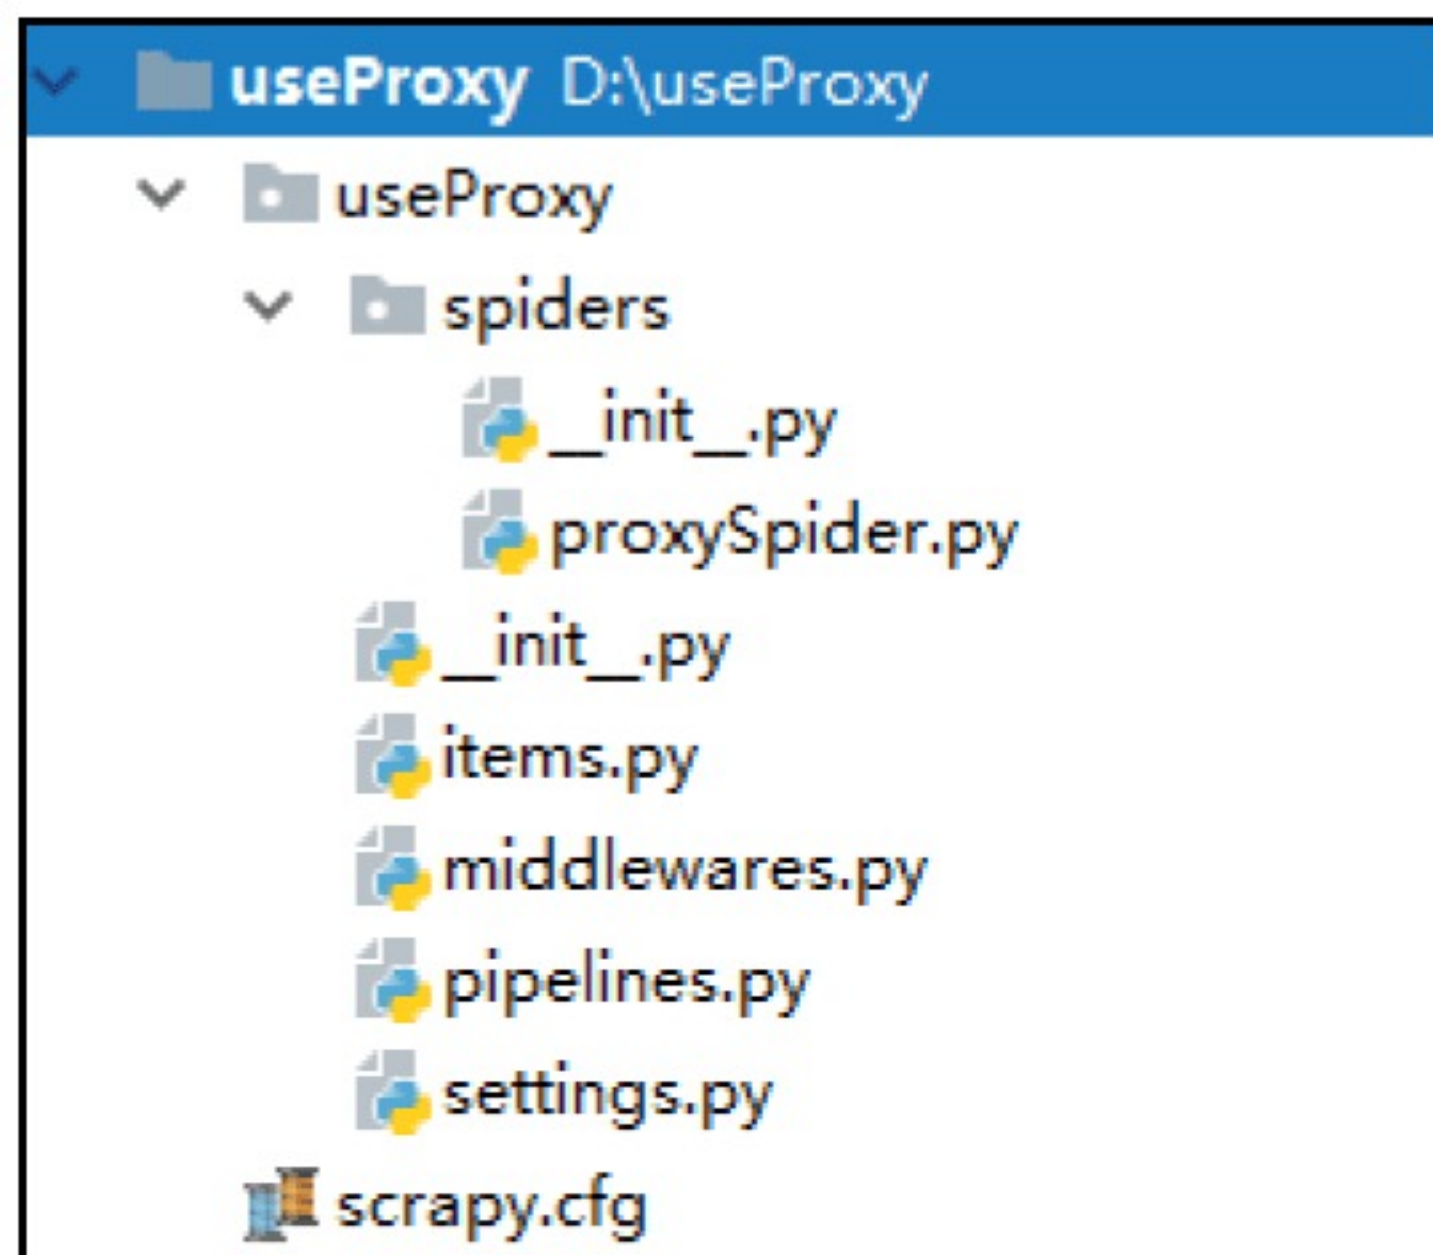 useProxy D:\useProxy
useProxy
spiders
__init__.py
proxySpider.py
__init__.py
items.py
middlewares.py
pipelines.py
settings.py
scrapy.cfg